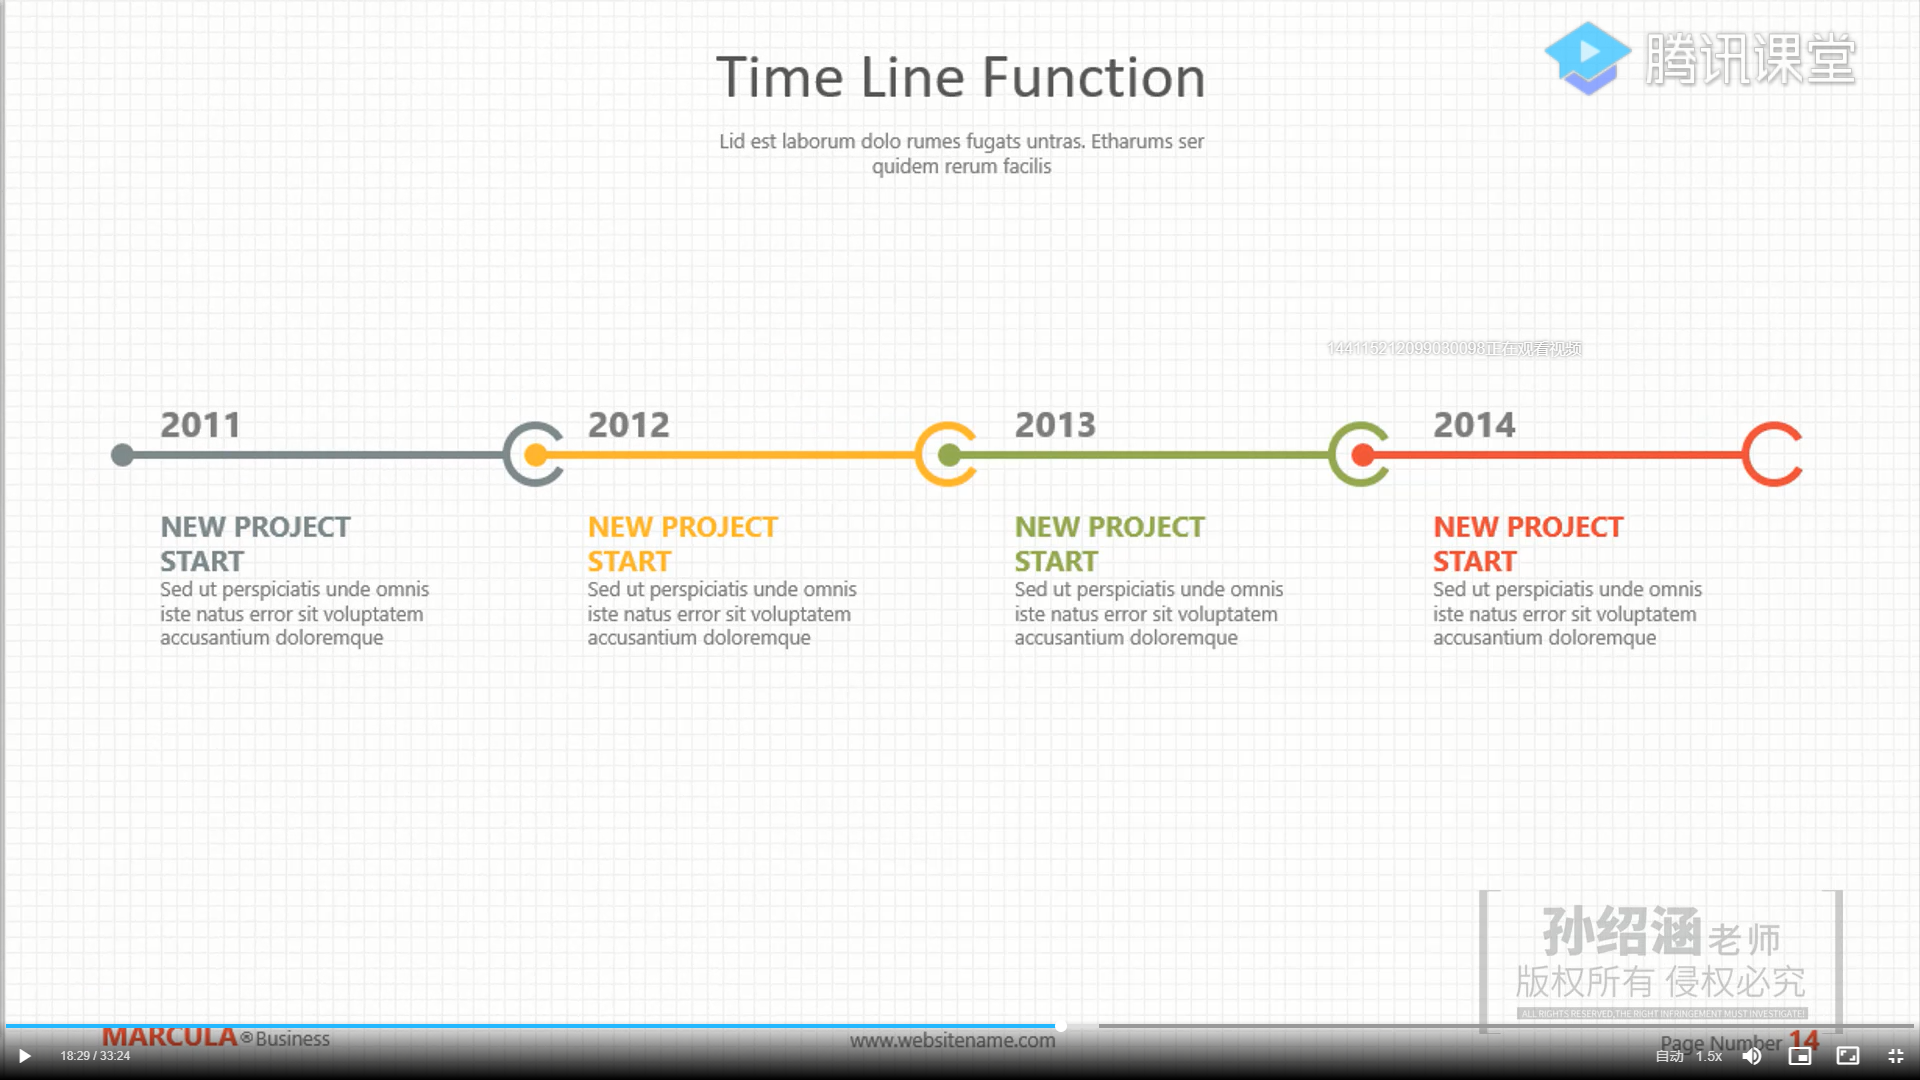 腾讯课堂
Time Line Function
Lid est laborum dolo rumes fugats untras. Etharums ser
quidem rerum facilis
144115212099030098正在观看视频
2011
2012
2013
2014
NEW PROJECT
START
Sed ut perspiciatis unde omnis
iste natus error sit voluptatem
accusantium doloremque
NEW PROJECT
START
Sed ut perspiciatis unde omnis
iste natus error sit voluptatem
accusantium doloremque
NEW PROJECT
START
Sed ut perspiciatis unde omnis
iste natus error sit voluptatem
accusantium doloremque
NEW PROJECT
START
Sed ut perspiciatis unde omnis
iste natus error sit voluptatem
accusantium doloremque
孙绍涵老师
版权所有 侵权必究
ALL RIGHTS RESERVED,THE RIGHT INFRINGEMENT MUST INVESTIGATE!
MARCULA®Business
www.websitename.com
Page Number 14
18:29 / 33:24
自动
1.5x